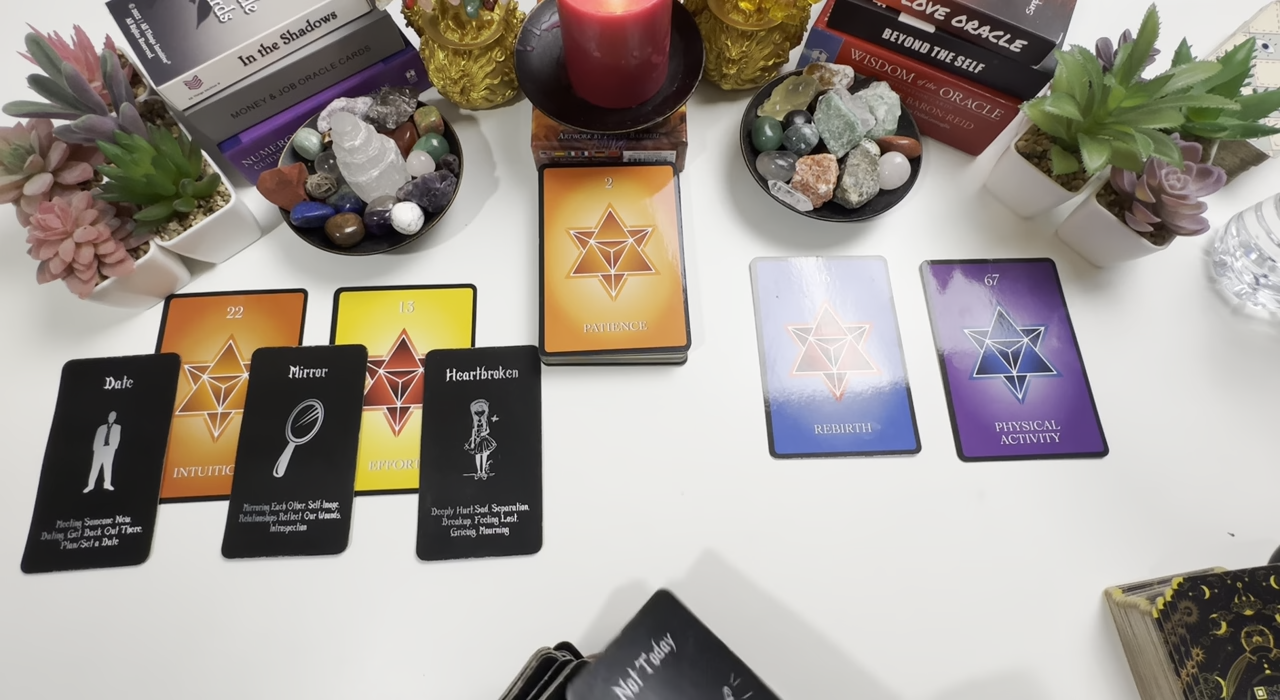 In the Shadows
MONEY & JOB ORACLE CARDS
LOVE ORACLE
BEYOND THE SELF
WISDOM of the ORACLE
BARON-REID
2
PATIENCE
22
13
67
REBIRTH
PHYSICAL
ACTIVITY
Date
Meeting Someone New,
Dating, Get Back Out There,
Plan/Set a Date
Mirror
Mirroring Each Other, Self-Image,
Relationships Reflect Our Wounds,
Introspection
Heartbroken
Deeply Hurt, Sad, Separation,
Breakup, Feeling Lost,
Grievig, Mourning
Not Today